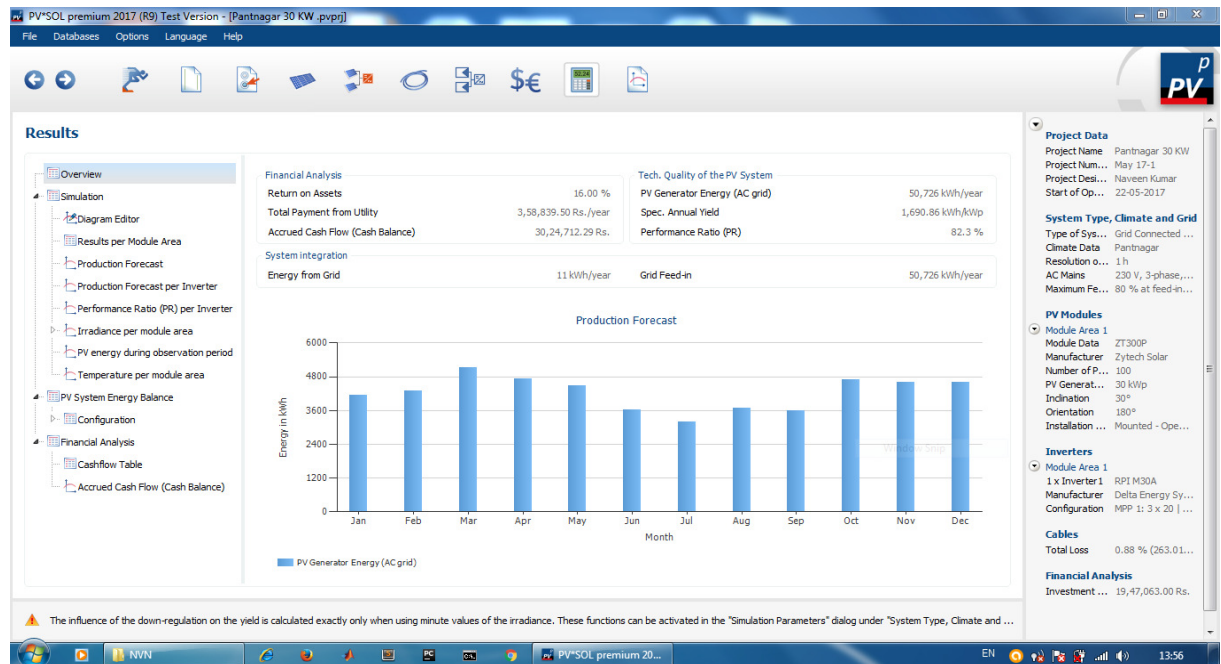 PV*SOL premium 2017 (R9) Test Version - [Pantnagar 30 KW .pvprj]
File Databases Options Language Help
$€
52.24
p
PV
Results
Overview
Simulation
Diagram Editor
Results per Module Area
Production Forecast
Production Forecast per Inverter
Performance Ratio (PR) per Inverter
Irradiance per module area
PV energy during observation period
Temperature per module area
PV System Energy Balance
Configuration
Financial Analysis
Cashflow Table
Accrued Cash Flow (Cash Balance)
Financial Analysis
Return on Assets 16.00 %
Total Payment from Utility 3,58,839.50 Rs./year
Accrued Cash Flow (Cash Balance) 30,24,712.29 Rs.
Tech. Quality of the PV System
PV Generator Energy (AC grid) 50,726 kWh/year
Spec. Annual Yield 1,690.86 kWh/kWp
Performance Ratio (PR) 82.3 %
System integration
Energy from Grid 11 kWh/year Grid Feed-in 50,726 kWh/year
Production Forecast
Energy in kWh
6000
4800
3600
2400
1200
0
Jan Feb Mar Apr May Jun Jul Aug Sep Oct Nov Dec
Month
PV Generator Energy (AC grid)
Window Snip
Project Data
Project Name Pantnagar 30 KW
Project Num... May 17-1
Project Desi... Naveen Kumar
Start of Op... 22-05-2017
System Type, Climate and Grid
Type of Sys... Grid Connected ...
Climate Data Pantnagar
Resolution o... 1 h
AC Mains 230 V, 3-phase,...
Maximum Fe... 80 % at feed-in...
PV Modules
Module Area 1
Module Data ZT300P
Manufacturer Zytech Solar
Number of P... 100
PV Generat... 30 kWp
Inclination 30°
Orientation 180°
Installation ... Mounted - Ope...
Inverters
Module Area 1
1 x Inverter1 RPI M30A
Manufacturer Delta Energy Sy...
Configuration MPP 1: 3 x 20 | ...
Cables
Total Loss 0.88 % (263.01...
Financial Analysis
Investment ... 19,47,063.00 Rs.
The influence of the down-regulation on the yield is calculated exactly only when using minute values of the irradiance. These functions can be activated in the "Simulation Parameters" dialog under "System Type, Climate and ...
NVN
PV*SOL premium 20...
EN
13:56